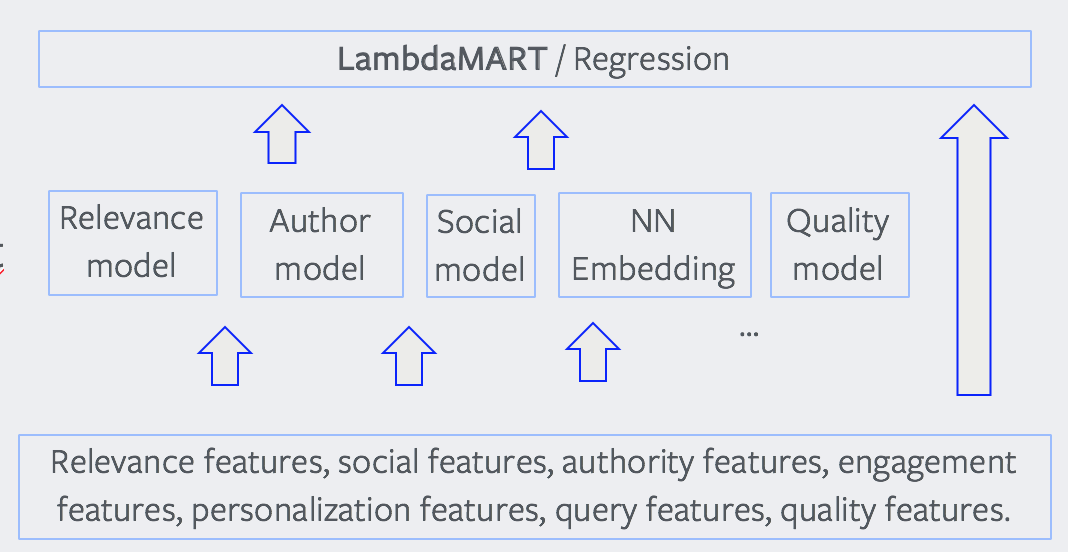 LambdaMART / Regression
Relevance
model
Author
model
Social
model
NN
Embedding
Quality
model
...
Relevance features, social features, authority features, engagement
features, personalization features, query features, quality features.